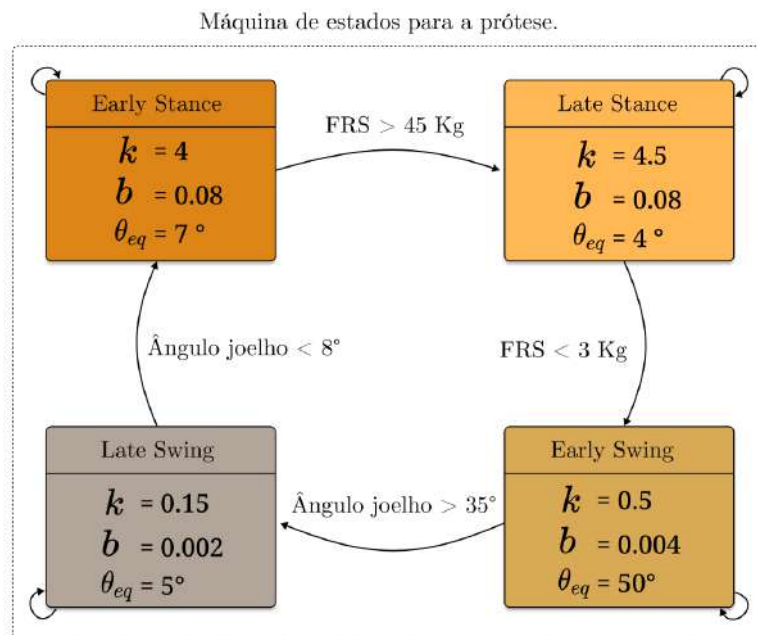 Máquina de estados para a prótese.
Early Stance
k = 4
b = 0.08
θeq = 7 °
FRS > 45 Kg
Late Stance
k = 4.5
b = 0.08
θeq = 4 °
Ângulo joelho < 8°
FRS < 3 Kg
Late Swing
k = 0.15
b = 0.002
θeq = 5°
Ângulo joelho > 35°
Early Swing
k = 0.5
b = 0.004
θeq = 50°